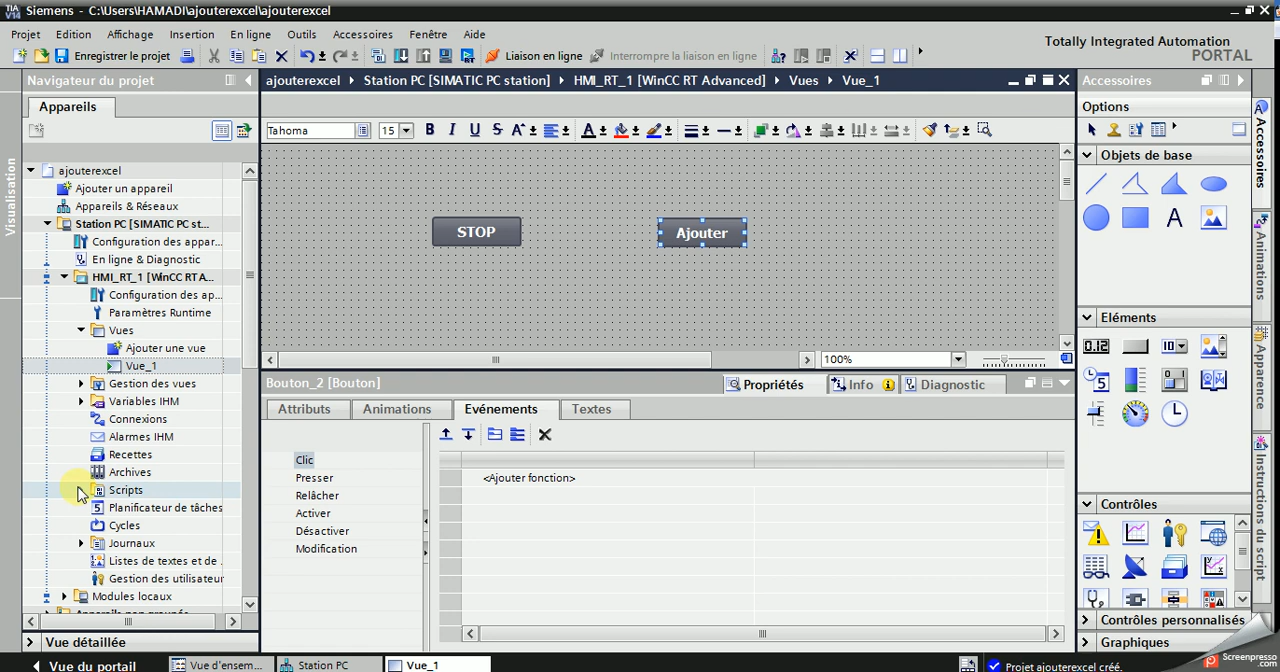 Siemens - C:\Users\HAMADI\ajouterexcel\ajouterexcel
TIA
V14
Projet Edition Affichage Insertion En ligne Outils Accessoires Fenêtre Aide
Enregistrer le projet Liaison en ligne Interrompre la liaison en ligne
Totally Integrated Automation
PORTAL
Navigateur du projet
ajouterexcel Station PC [SIMATIC PC station] HMI_RT_1 [WinCC RT Advanced] Vues Vue_1
Accessoires
Appareils
Options
Tahoma 15 B I U S A A
Visualisation
ajouterexcel
Ajouter un appareil
Appareils & Réseaux
Station PC [SIMATIC PC st...
Configuration des appar...
En ligne & Diagnostic
HMI_RT_1 [WinCC RT A...
Configuration des ap...
Paramètres Runtime
Vues
Ajouter une vue
Vue_1
Gestion des vues
Variables IHM
Connexions
Alarmes IHM
Recettes
Archives
Scripts
Planificateur de tâches
Cycles
Journaux
Listes de textes et de
Gestion des utilisateur
Modules locaux
Appareils non groupés
Vue détaillée
STOP
Ajouter
100%
Bouton_2 [Bouton]
Propriétés Info Diagnostic
Attributs Animations Evénements Textes
Clic
Presser
Relâcher
Activer
Désactiver
Modification
<Ajouter fonction>
Objets de base
A
Eléments
0.12
10
5
Contrôles
Contrôles personnalisés
Graphiques
Accessoires
Animations
Apparence
Instructions du script
Vue du portail Vue d'ensem... Station PC Vue_1
Projet ajouterexcel créé.
Screenpresso
.com